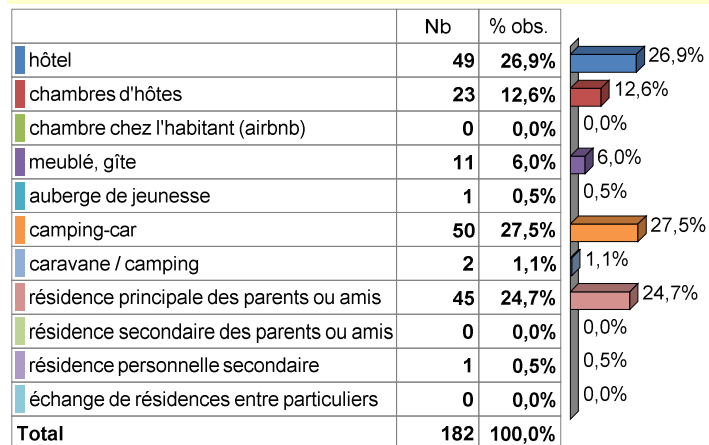 Nb % obs.
hôtel 49 26,9% 26,9%
chambres d'hôtes 23 12,6% 12,6%
chambre chez l'habitant (airbnb) 0 0,0% 0,0%
meublé, gîte 11 6,0% 6,0%
auberge de jeunesse 1 0,5% 0,5%
camping-car 50 27,5% 27,5%
caravane / camping 2 1,1% 1,1%
résidence principale des parents ou amis 45 24,7% 24,7%
résidence secondaire des parents ou amis 0 0,0% 0,0%
résidence personnelle secondaire 1 0,5% 0,5%
échange de résidences entre particuliers 0 0,0% 0,0%
Total 182 100,0%